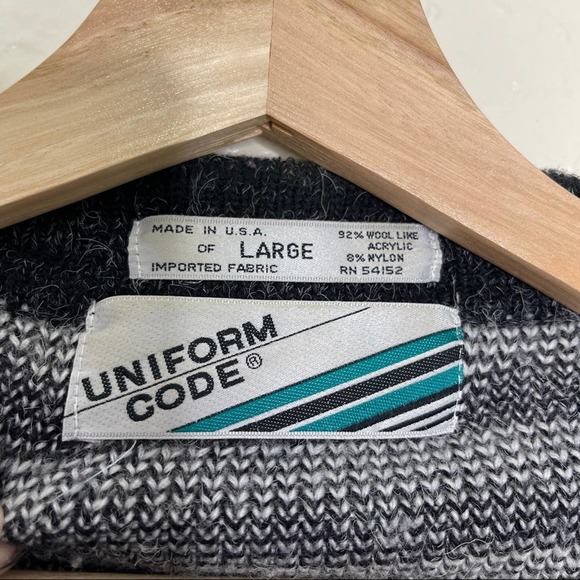 MADE IN U.S.A.
OF LARGE
IMPORTED FABRIC
92% WOOL LIKE
ACRYLIC
8% NYLON
RN 54152
UNIFORM
CODE®